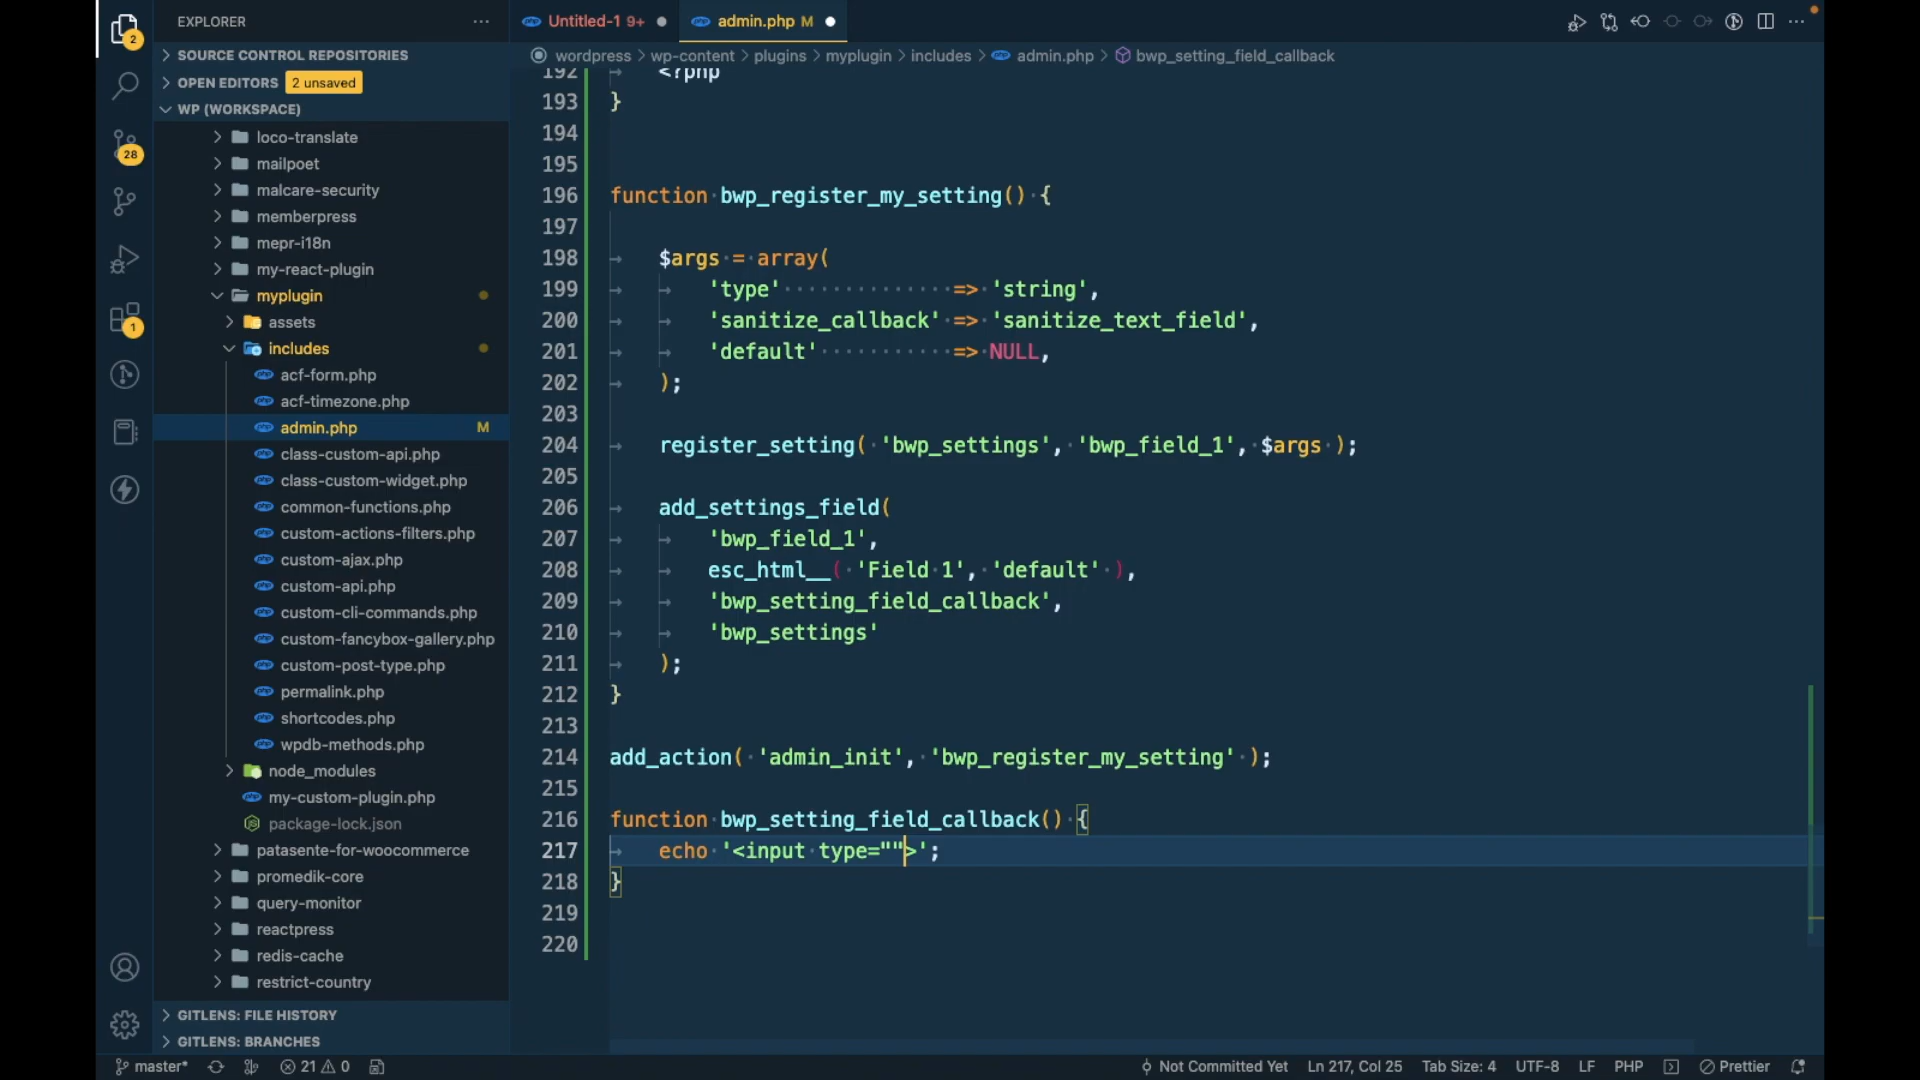 EXPLORER
Untitled-1 9+
admin.php M
2
SOURCE CONTROL REPOSITORIES
OPEN EDITORS 2 unsaved
WP (WORKSPACE)
loco-translate
mailpoet
malcare-security
memberpress
mepr-i18n
my-react-plugin
myplugin
assets
includes
acf-form.php
acf-timezone.php
admin.php M
class-custom-api.php
class-custom-widget.php
common-functions.php
custom-actions-filters.php
custom-ajax.php
custom-api.php
custom-cli-commands.php
custom-fancybox-gallery.php
custom-post-type.php
permalink.php
shortcodes.php
wpdb-methods.php
node_modules
my-custom-plugin.php
package-lock.json
patasente-for-woocommerce
promedik-core
query-monitor
reactpress
redis-cache
restrict-country
GITLENS: FILE HISTORY
GITLENS: BRANCHES
28
1
wordpress > wp-content > plugins > myplugin > includes > admin.php > bwp_setting_field_callback
192 <?php
193 }
194
195
196 function bwp_register_my_setting() {
197
198 $args = array(
199 'type' => 'string',
200 'sanitize_callback' => 'sanitize_text_field',
201 'default' => NULL,
202 );
203
204 register_setting( 'bwp_settings', 'bwp_field_1', $args );
205
206 add_settings_field(
207 'bwp_field_1',
208 esc_html__( 'Field 1', 'default' ),
209 'bwp_setting_field_callback',
210 'bwp_settings'
211 );
212 }
213
214 add_action( 'admin_init', 'bwp_register_my_setting' );
215
216 function bwp_setting_field_callback() {
217 echo '<input type="">';
218 }
219
220
master* 21 0 Not Committed Yet Ln 217, Col 25 Tab Size: 4 UTF-8 LF PHP Prettier